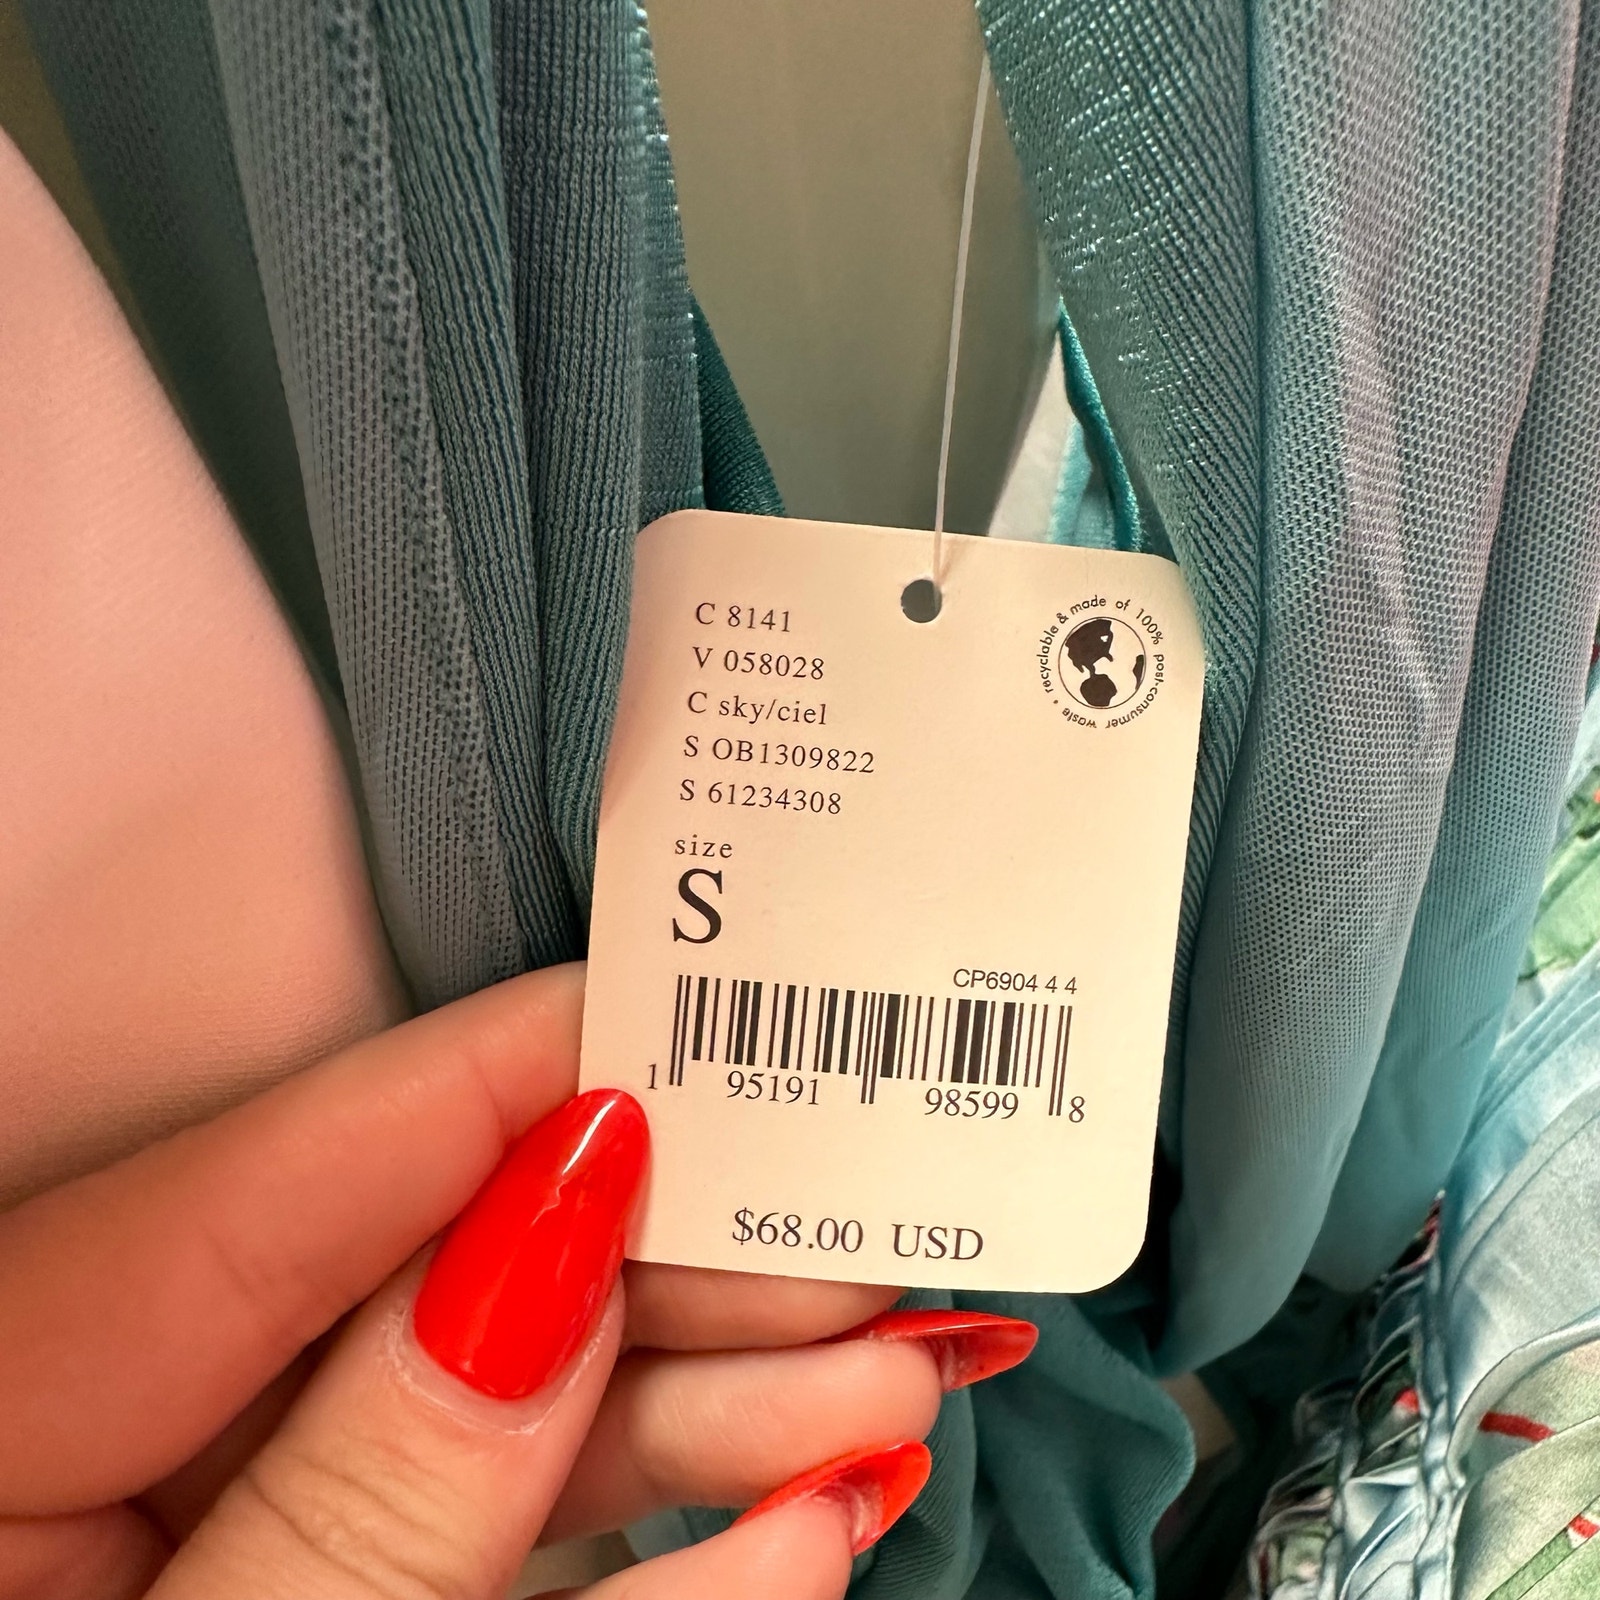 C 8141
V 058028
C sky/ciel
S OB1309822
S 61234308
recyclable & made of 100% post-consumer waste •
size
S
CP6904 4 4
1 95191 98599 8
$68.00 USD